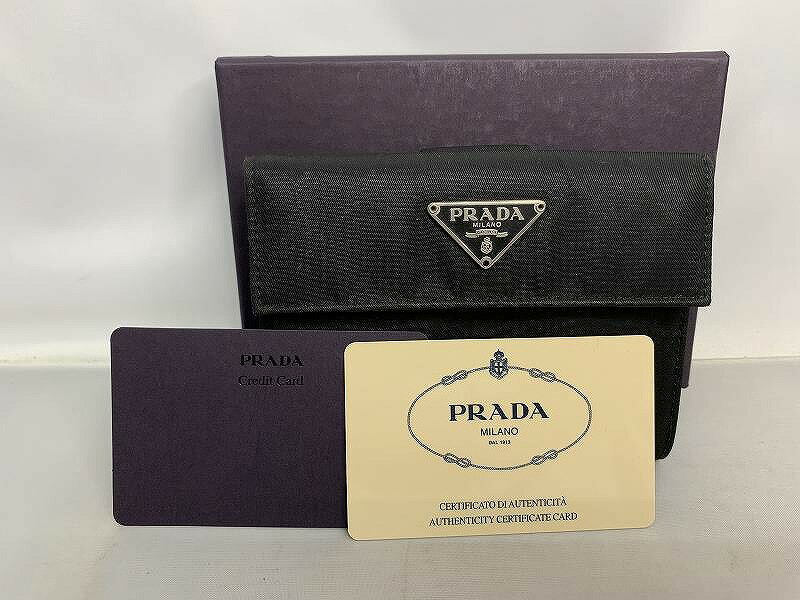 PRADA
MILANO
PRADA
Credit Card
PRADA
MILANO
DAL 1913
CERTIFICATO DI AUTENTICITÀ
AUTHENTICITY CERTIFICATE CARD